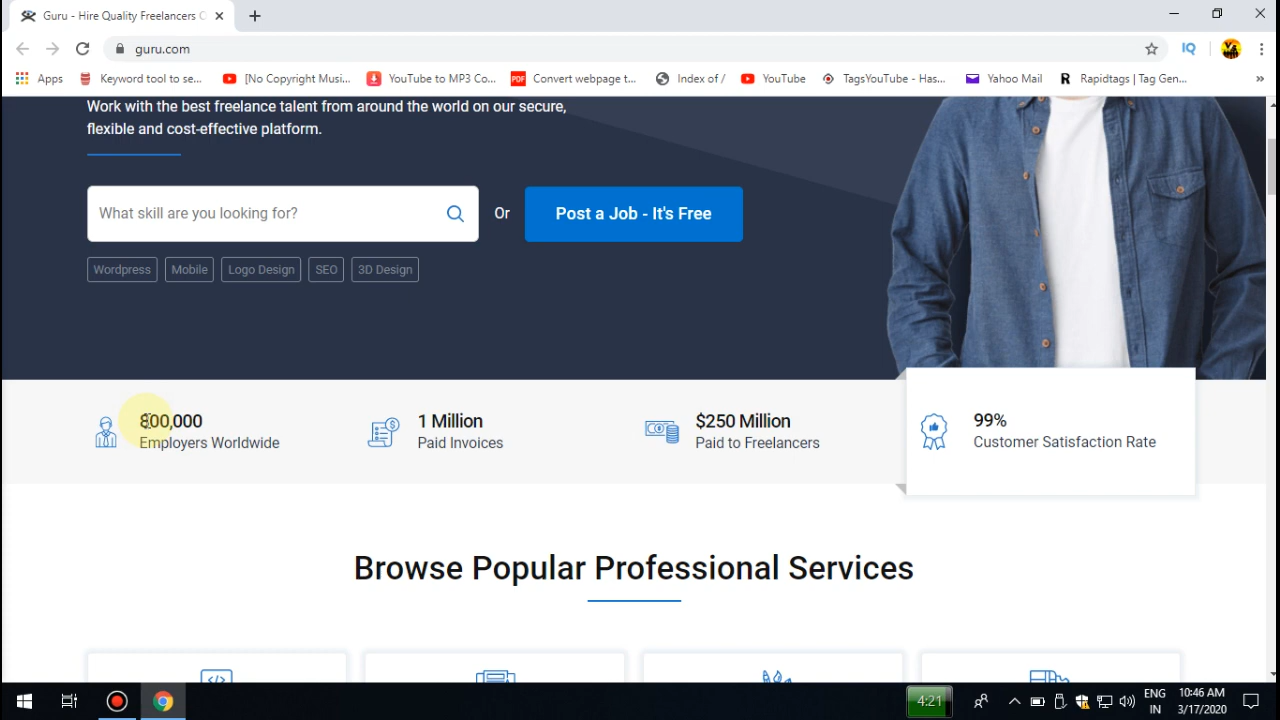 Guru - Hire Quality Freelancers C
guru.com
Apps
Keyword tool to se...
[No Copyright Musi...
YouTube to MP3 Co...
PDF
Convert webpage t...
Index of /
YouTube
TagsYouTube - Has...
Yahoo Mail
R
Rapidtags | Tag Gen...
»
IQ
Work with the best freelance talent from around the world on our secure,
flexible and cost-effective platform.
What skill are you looking for?
Or
Post a Job - It's Free
Wordpress
Mobile
Logo Design
SEO
3D Design
800,000
Employers Worldwide
1 Million
Paid Invoices
$250 Million
Paid to Freelancers
99%
Customer Satisfaction Rate
Browse Popular Professional Services
4:21
ENG
IN
10:46 AM
3/17/2020